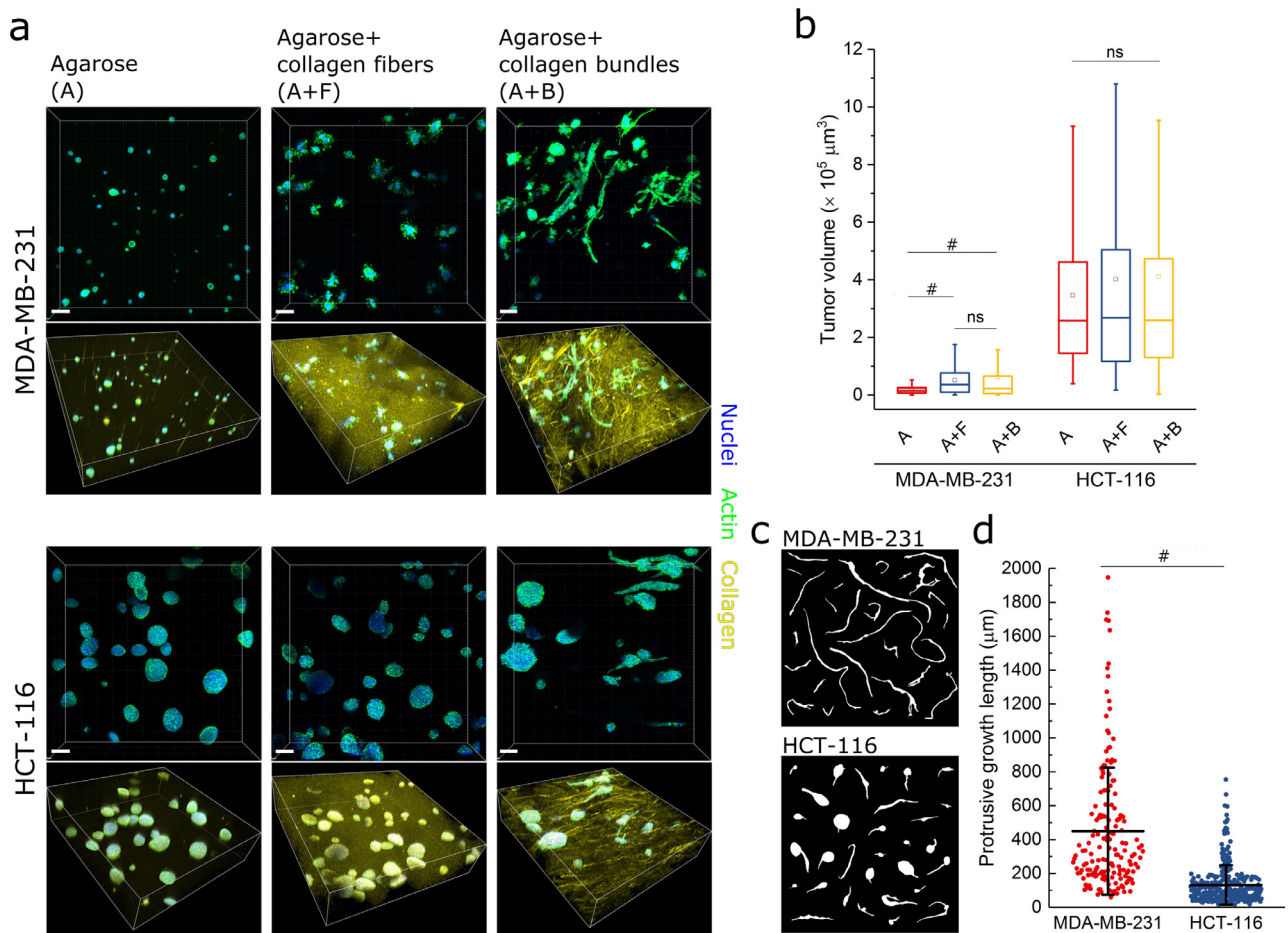 a
Agarose
(A)
Agarose+
collagen fibers
(A+F)
Agarose+
collagen bundles
(A+B)
MDA-MB-231
HCT-116
Nuclei Actin Collagen
b
Tumor volume (× 10⁵ μm³)
12
10
8
6
4
2
0
#
#
ns
ns
A
A+F
A+B
A
A+F
A+B
MDA-MB-231
HCT-116
c
MDA-MB-231
HCT-116
d
#
Protrusive growth length (μm)
2000
1800
1600
1400
1200
1000
800
600
400
200
0
MDA-MB-231
HCT-116